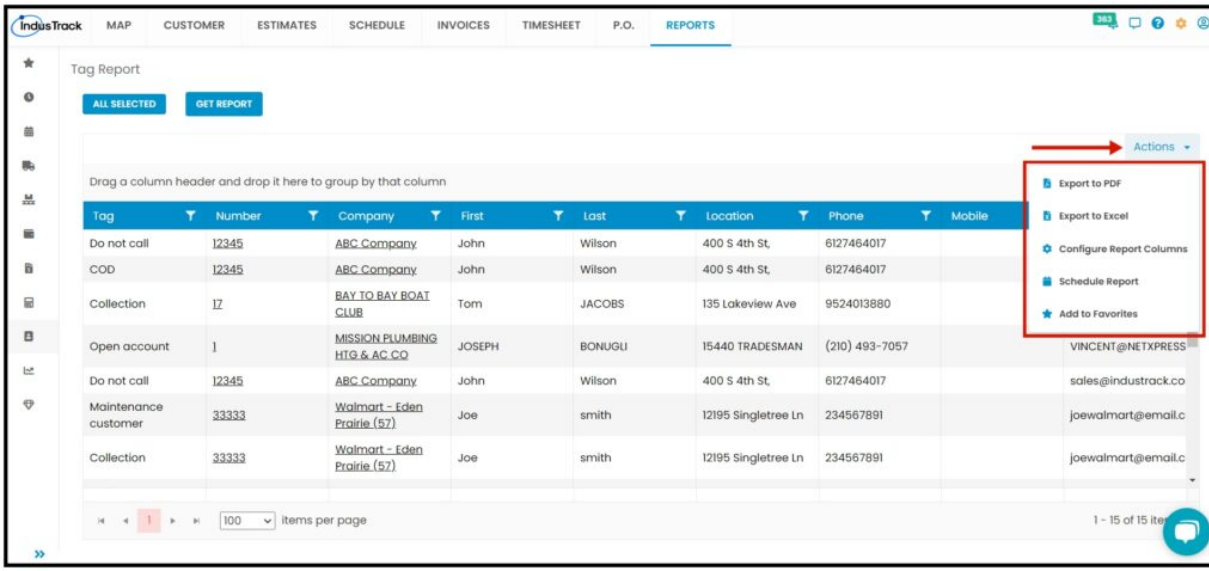 IndusTrack MAP CUSTOMER ESTIMATES SCHEDULE INVOICES TIMESHEET P.O. REPORTS 363
Tag Report
ALL SELECTED GET REPORT
Actions
Drag a column header and drop it here to group by that column
Export to PDF
Export to Excel
Configure Report Columns
Schedule Report
Add to Favorites
Tag Number Company First Last Location Phone Mobile
Do not call 12345 ABC Company John Wilson 400 S 4th St, 6127464017
COD 12345 ABC Company John Wilson 400 S 4th St, 6127464017
Collection 17 BAY TO BAY BOAT Tom JACOBS 135 Lakeview Ave 9524013880
CLUB
Open account 1 MISSION PLUMBING JOSEPH BONUGLI 15440 TRADESMAN (210) 493-7057 VINCENT@NETXPRESS
HTG & AC CO
Do not call 12345 ABC Company John Wilson 400 S 4th St, 6127464017 sales@industrack.co
Maintenance 33333 Walmart - Eden Joe smith 12195 Singletree Ln 234567891 joewalmart@email.c
customer Prairie (57)
Collection 33333 Walmart - Eden Joe smith 12195 Singletree Ln 234567891 joewalmart@email.c
Prairie (57)
1 100 items per page 1 - 15 of 15 ite